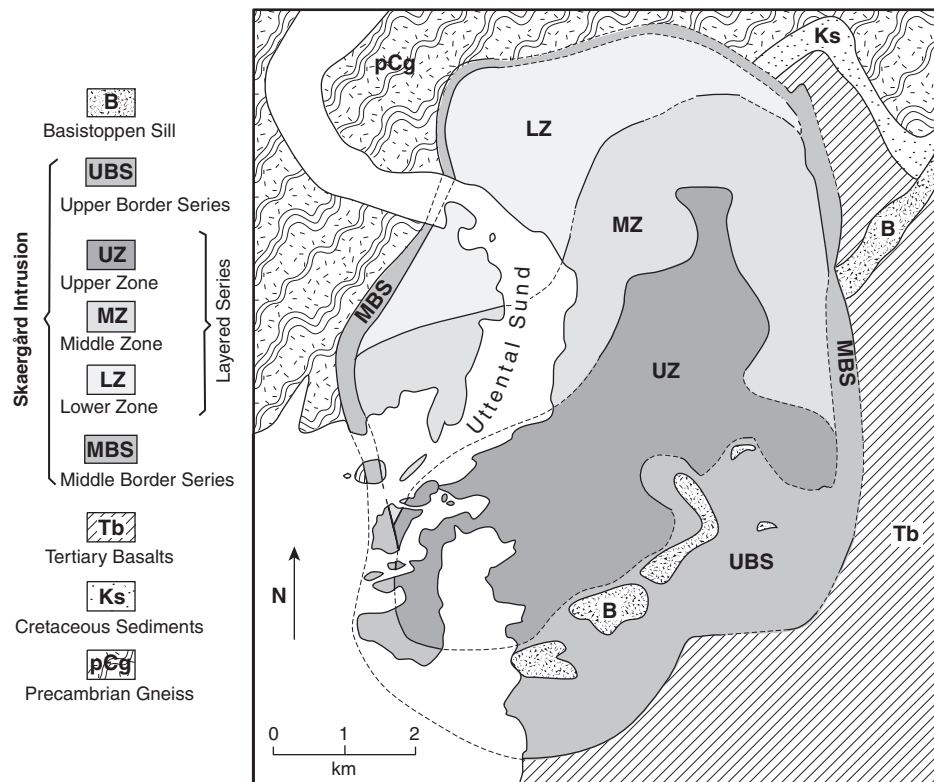 B
Basistoppen Sill
Skaergård Intrusion
UBS
Upper Border Series
Layered Series
UZ
Upper Zone
MZ
Middle Zone
LZ
Lower Zone
MBS
Middle Border Series
Tb
Tertiary Basalts
Ks
Cretaceous Sediments
pCg
Precambrian Gneiss
pCg
Ks
LZ
MZ
B
MBS
Uttental Sund
UZ
MBS
Tb
UBS
B
N
0 1 2
km